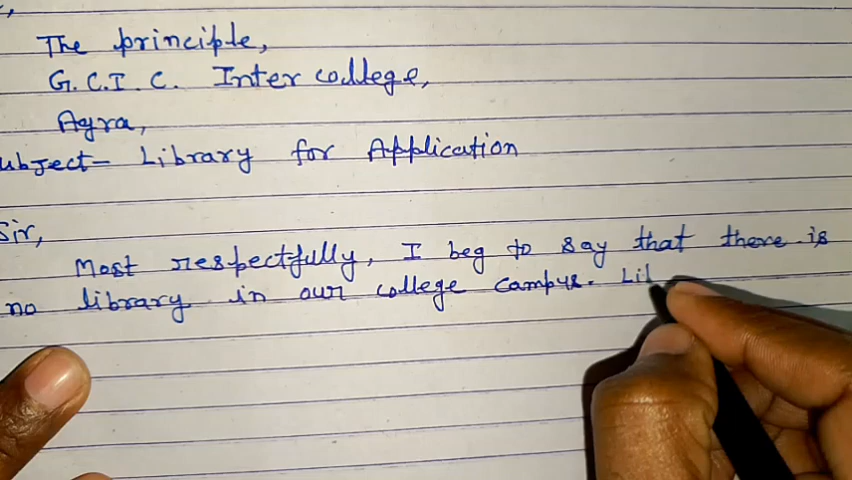 The principle,
G.C.I.C. Inter college,
Agra,
ubject- Library for Application
Sir,
Most respectfully, I beg to say that there is
no library in our college campus. Lib